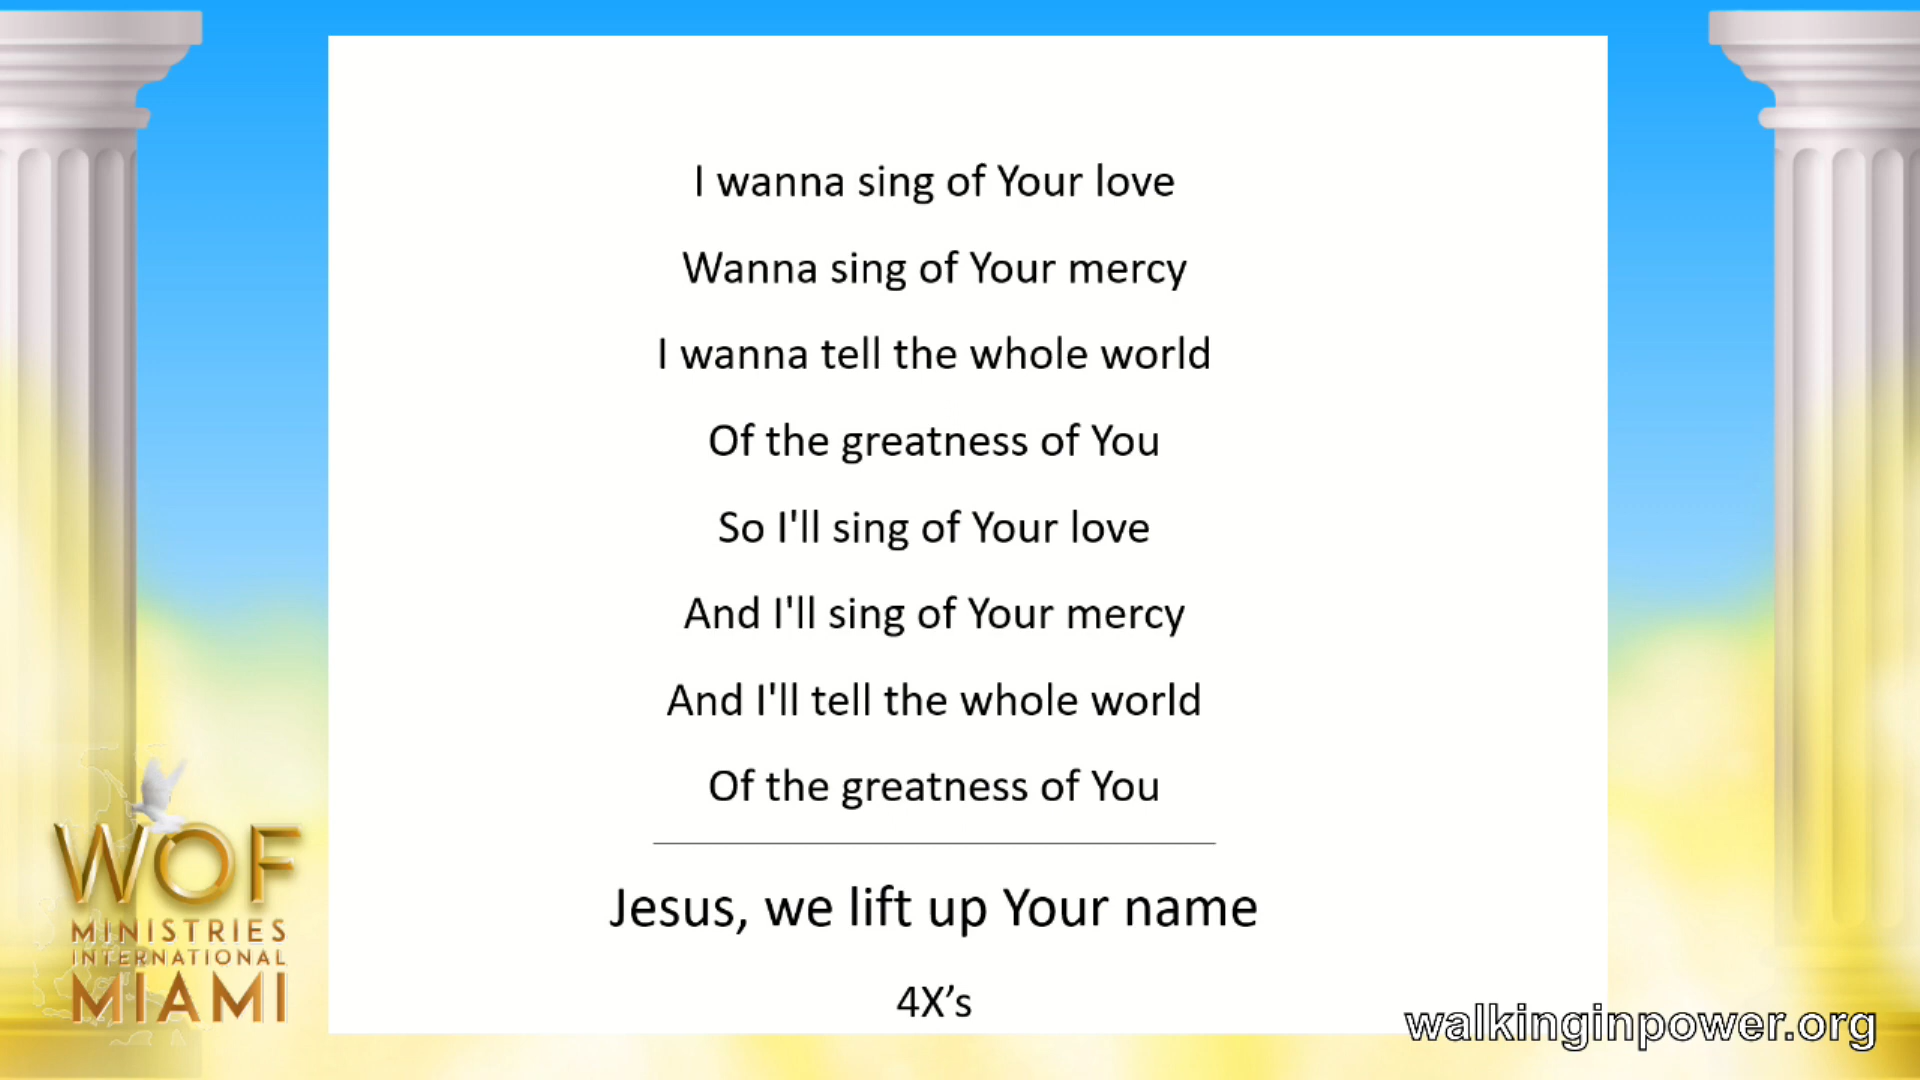 I wanna sing of Your love
Wanna sing of Your mercy
I wanna tell the whole world
Of the greatness of You
So I'll sing of Your love
And I'll sing of Your mercy
And I'll tell the whole world
Of the greatness of You
Jesus, we lift up Your name
4X’s
WOF
MINISTRIES
INTERNATIONAL
MIAMI
walkinginpower.org